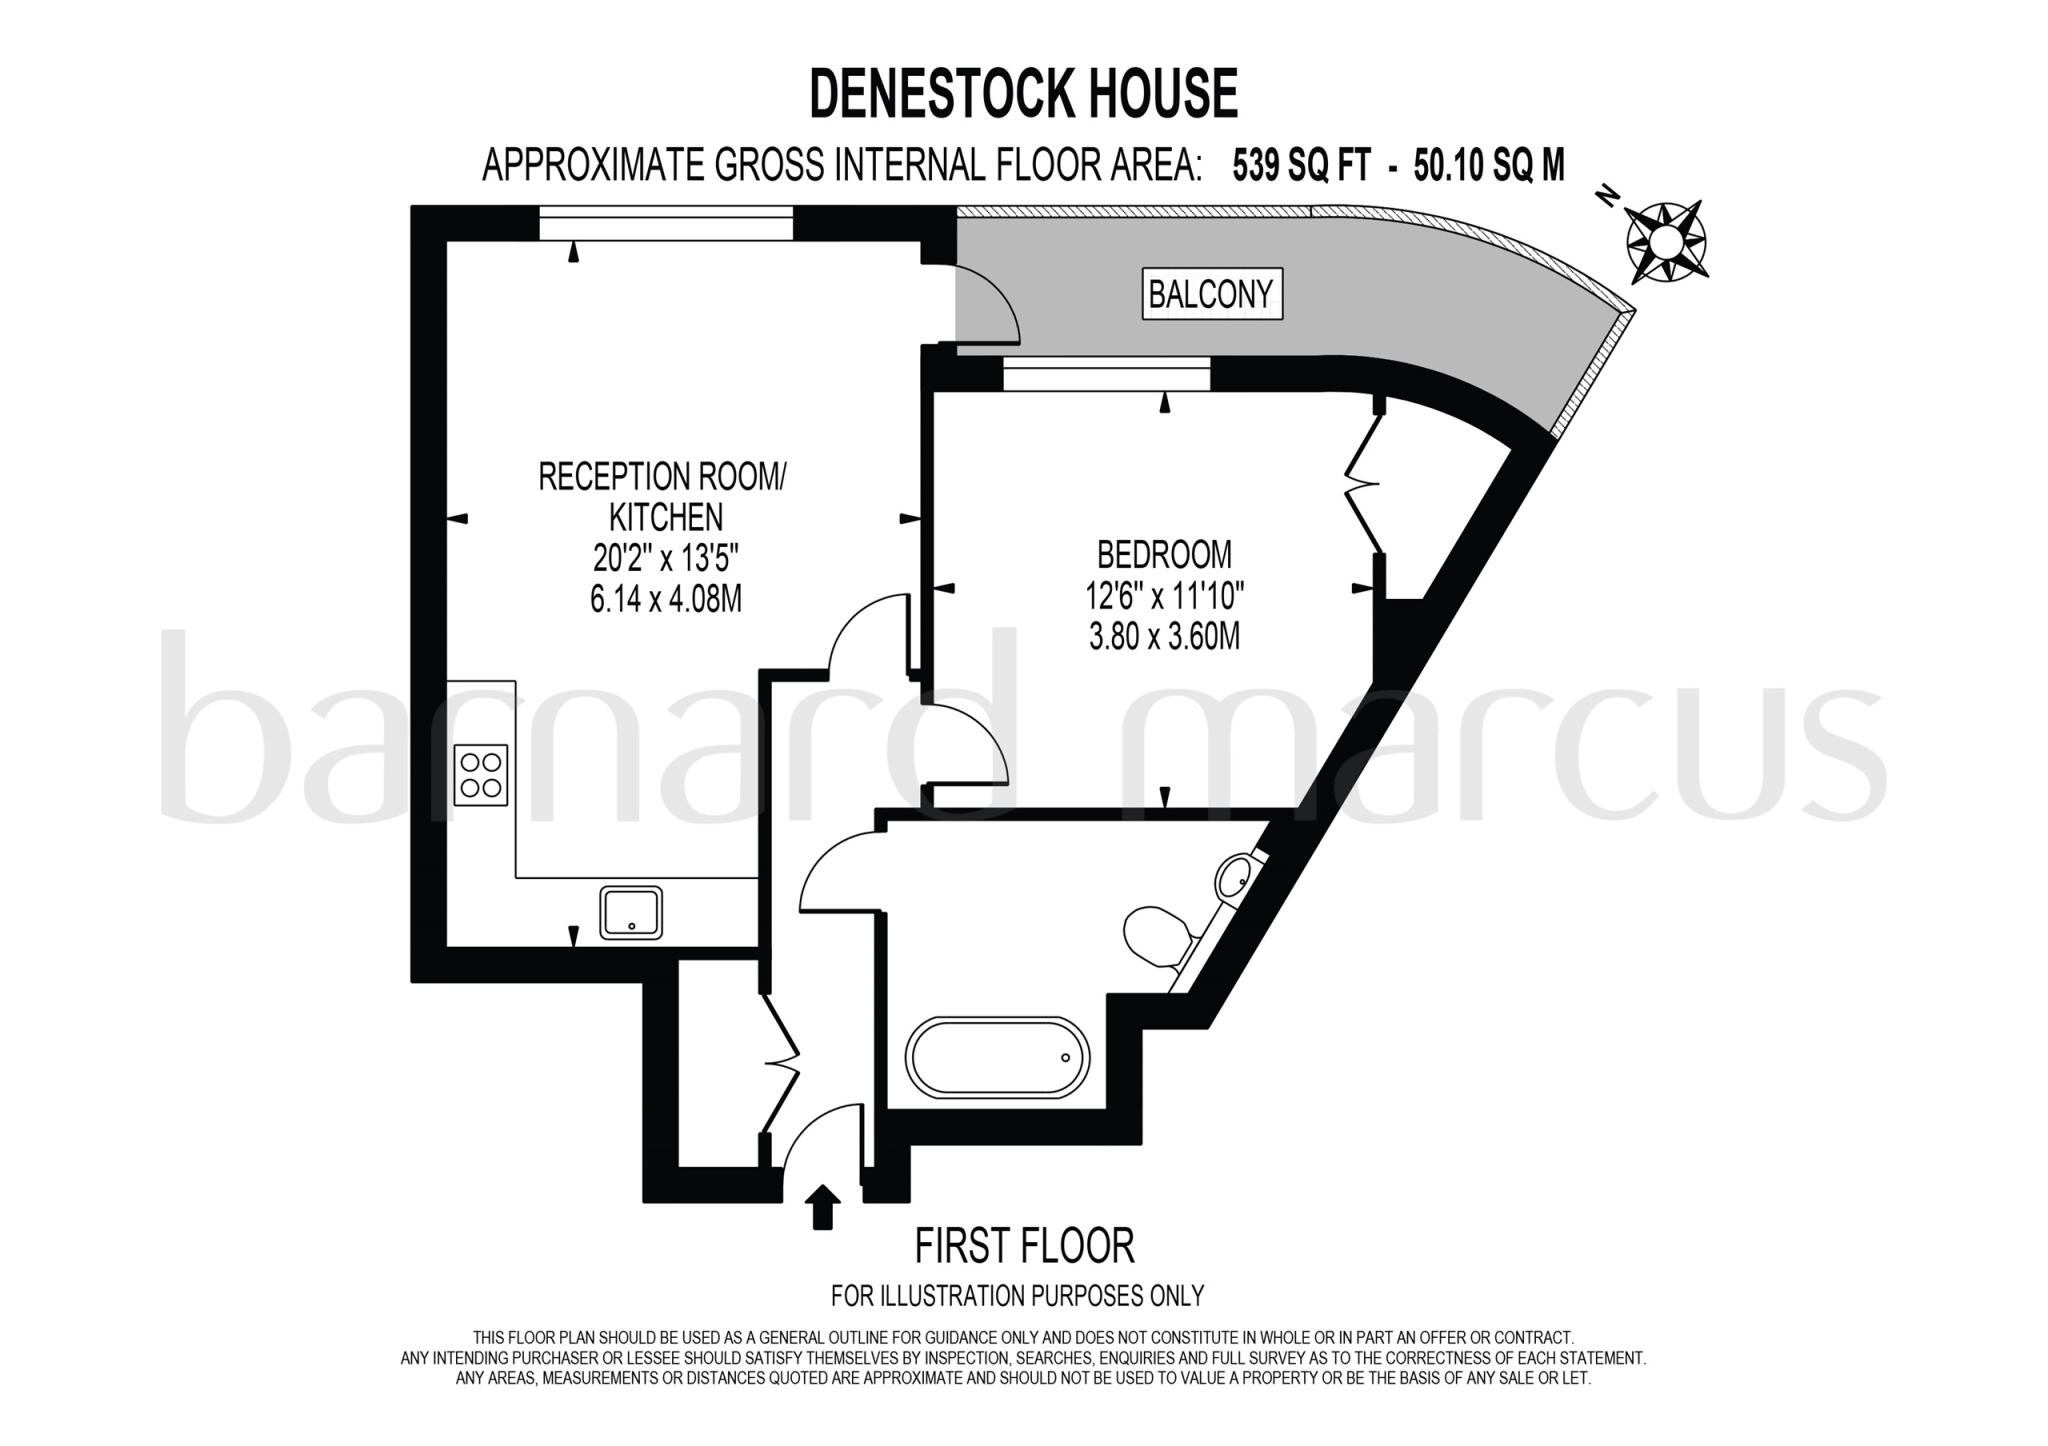 DENESTOCK HOUSE
APPROXIMATE GROSS INTERNAL FLOOR AREA: 539 SQ FT - 50.10 SQ M
N
BALCONY
RECEPTION ROOM/
KITCHEN
20'2" x 13'5"
6.14 x 4.08M
BEDROOM
12'6" x 11'10"
3.80 x 3.60M
barnard marcus
FIRST FLOOR
FOR ILLUSTRATION PURPOSES ONLY
THIS FLOOR PLAN SHOULD BE USED AS A GENERAL OUTLINE FOR GUIDANCE ONLY AND DOES NOT CONSTITUTE IN WHOLE OR IN PART AN OFFER OR CONTRACT.
ANY INTENDING PURCHASER OR LESSEE SHOULD SATISFY THEMSELVES BY INSPECTION, SEARCHES, ENQUIRIES AND FULL SURVEY AS TO THE CORRECTNESS OF EACH STATEMENT.
ANY AREAS, MEASUREMENTS OR DISTANCES QUOTED ARE APPROXIMATE AND SHOULD NOT BE USED TO VALUE A PROPERTY OR BE THE BASIS OF ANY SALE OR LET.